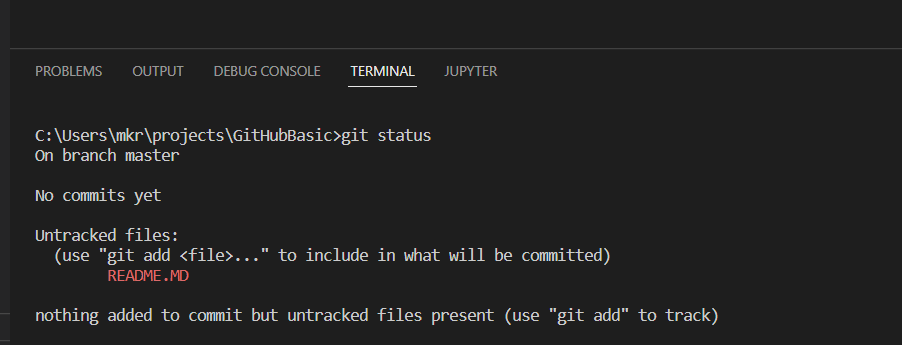 PROBLEMS OUTPUT DEBUG CONSOLE TERMINAL JUPYTER
C:\Users\mkr\projects\GitHubBasic>git status
On branch master
No commits yet
Untracked files:
(use "git add <file>..." to include in what will be committed)
README.MD
nothing added to commit but untracked files present (use "git add" to track)